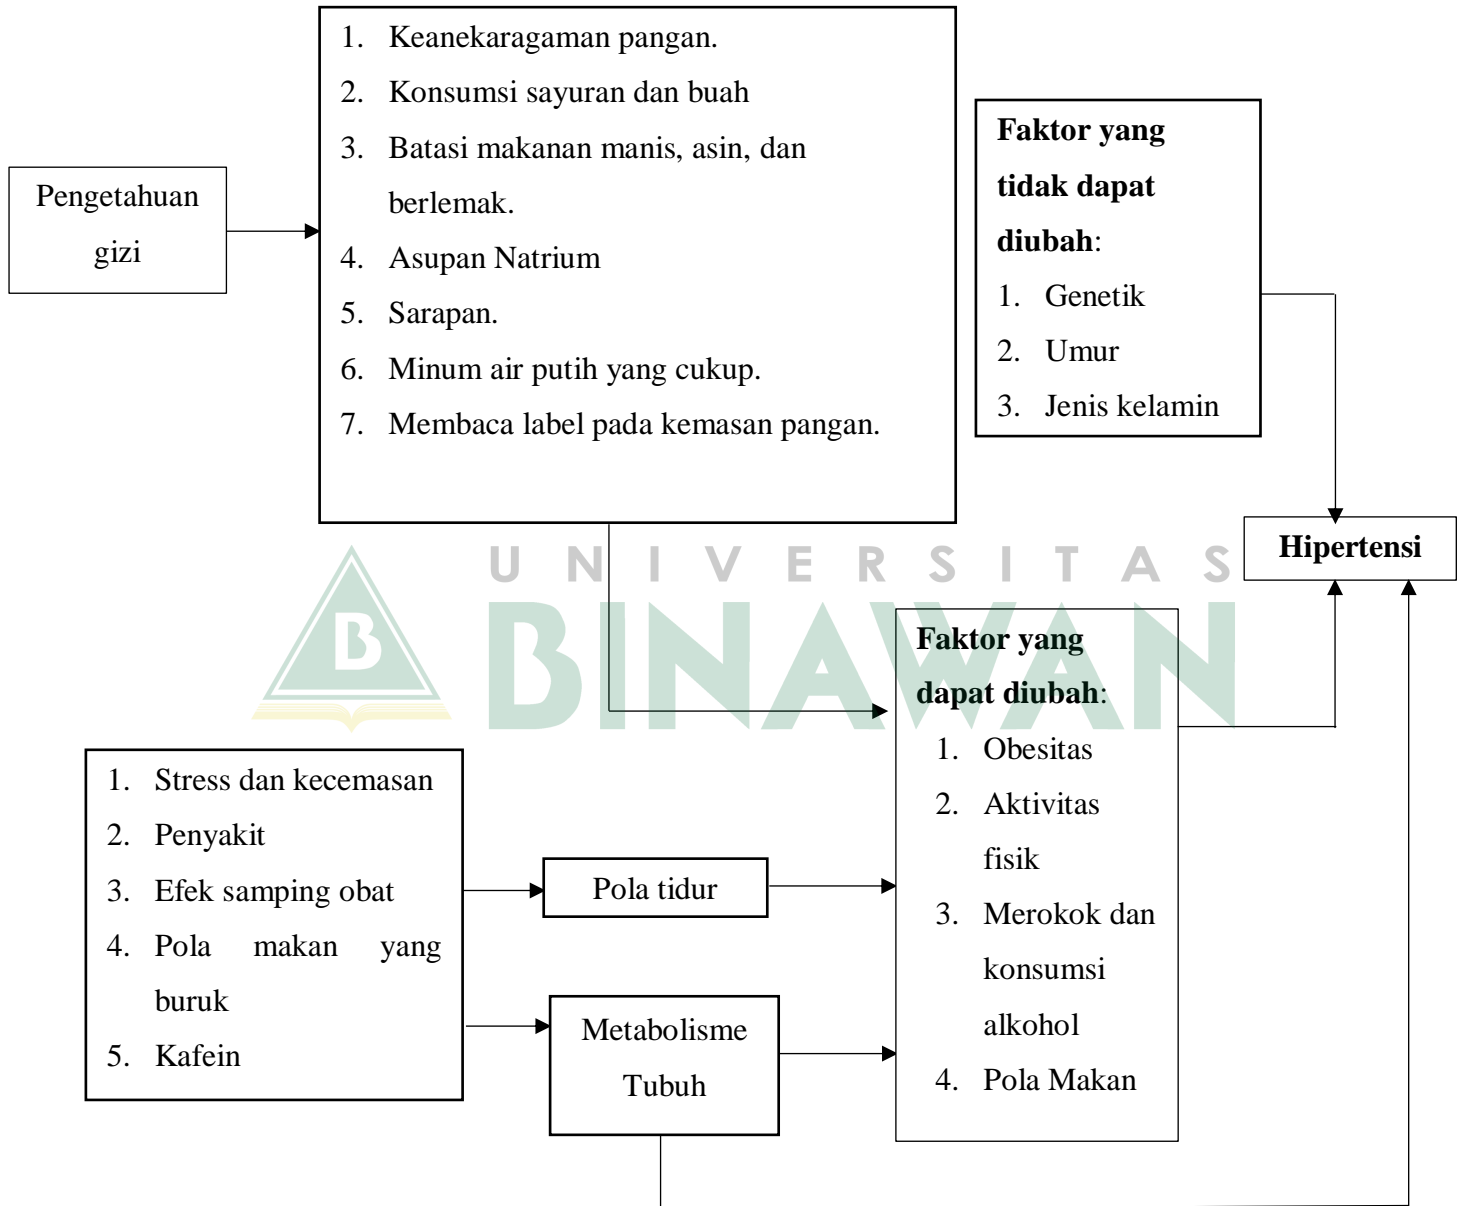 Pengetahuan
gizi
1. Keanekaragaman pangan.
2. Konsumsi sayuran dan buah
3. Batasi makanan manis, asin, dan
berlemak.
4. Asupan Natrium
5. Sarapan.
6. Minum air putih yang cukup.
7. Membaca label pada kemasan pangan.
Faktor yang
tidak dapat
diubah:
1. Genetik
2. Umur
3. Jenis kelamin
Hipertensi
UNIVERSITAS
B
BINAWAN
Faktor yang
dapat diubah:
1. Obesitas
2. Aktivitas
fisik
3. Merokok dan
konsumsi
alkohol
4. Pola Makan
1. Stress dan kecemasan
2. Penyakit
3. Efek samping obat
4. Pola makan yang
buruk
5. Kafein
Pola tidur
Metabolisme
Tubuh